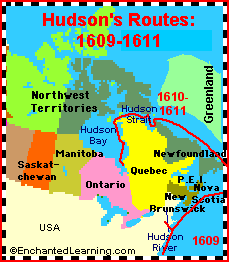 Hudson's Routes:
1609-1611
Greenland
Northwest
Territories
1610-
1611
Hudson
Strait
Hudson
Bay
Manitoba
Saskat-
chewan
Newfoundland
Quebec
Ontario
P.E.I.
Nova
Scotia
New
Brunswick
USA
Hudson
River
1609
©EnchantedLearning.com